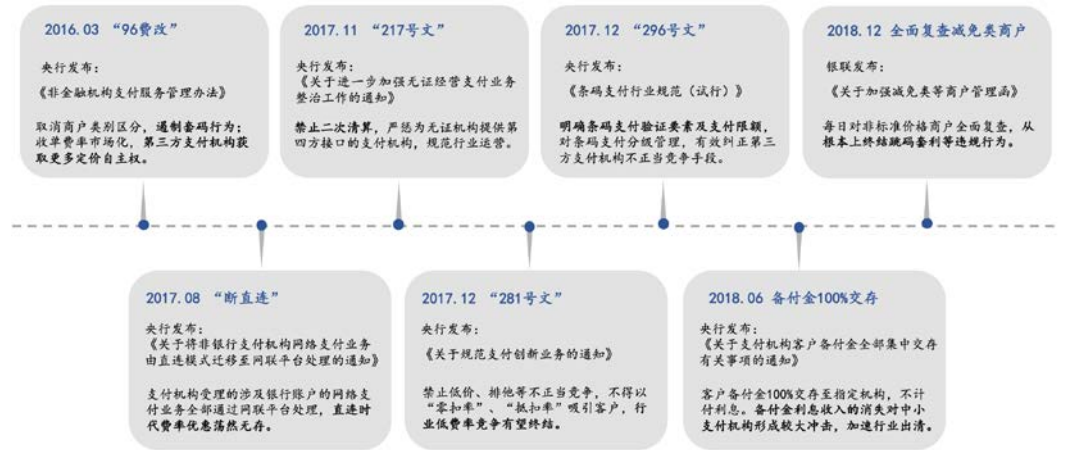 2016.03 “96费改”
央行发布：
《非金融机构支付服务管理办法》
取消商户类别区分，遏制套码行为；
收单费率市场化，第三方支付机构获
取更多定价自主权。
2017.11 “217号文”
央行发布：
《关于进一步加强无证经营支付业务
整治工作的通知》
禁止二次清算，严惩为无证机构提供第
四方接口的支付机构，规范行业运营。
2017.12 “296号文”
央行发布：
《条码支付行业规范（试行）》
明确条码支付验证要素及支付限额，
对条码支付分级管理，有效纠正第三
方支付机构不正当竞争手段。
2018.12 全面复查减免类商户
银联发布：
《关于加强减免类等商户管理函》
每日对非标准价格商户全面复查，从
根本上终结跳码套利等违规行为。
2017.08 “断直连”
央行发布：
《关于将非银行支付机构网络支付业务
由直连模式迁移至网联平台处理的通知》
支付机构受理的涉及银行账户的网络支
付业务全部通过网联平台处理，直连时
代费率优惠荡然无存。
2017.12 “281号文”
央行发布：
《关于规范支付创新业务的通知》
禁止低价、排他等不正当竞争，不得以
“零扣率”、“抵扣率”吸引客户，行
业低费率竞争有望终结。
2018.06 备付金100%交存
央行发布：
《关于支付机构客户备付金全部集中交存
有关事项的通知》
客户备付金100%交存至指定机构，不计
付利息。备付金利息收入的消失对中小
支付机构形成较大冲击，加速行业出清。